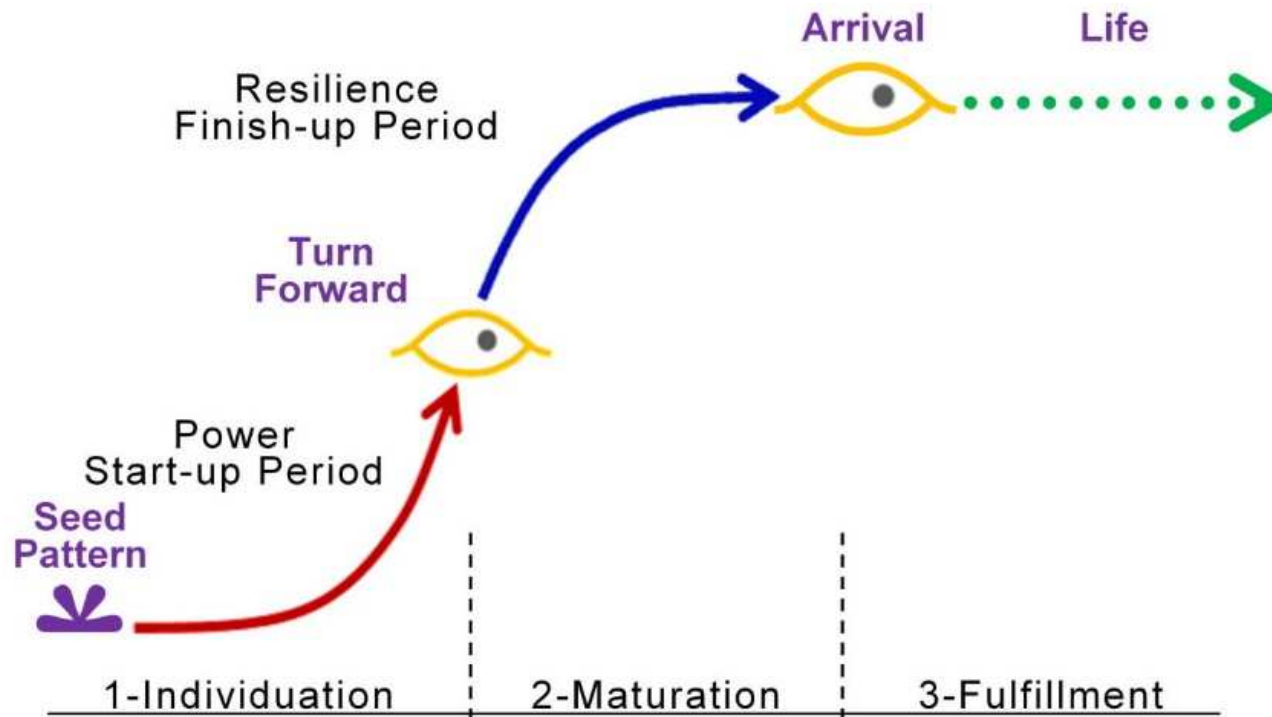 Arrival
Life
Resilience
Finish-up Period
Turn
Forward
Power
Start-up Period
Seed
Pattern
1-Individuation
2-Maturation
3-Fulfillment